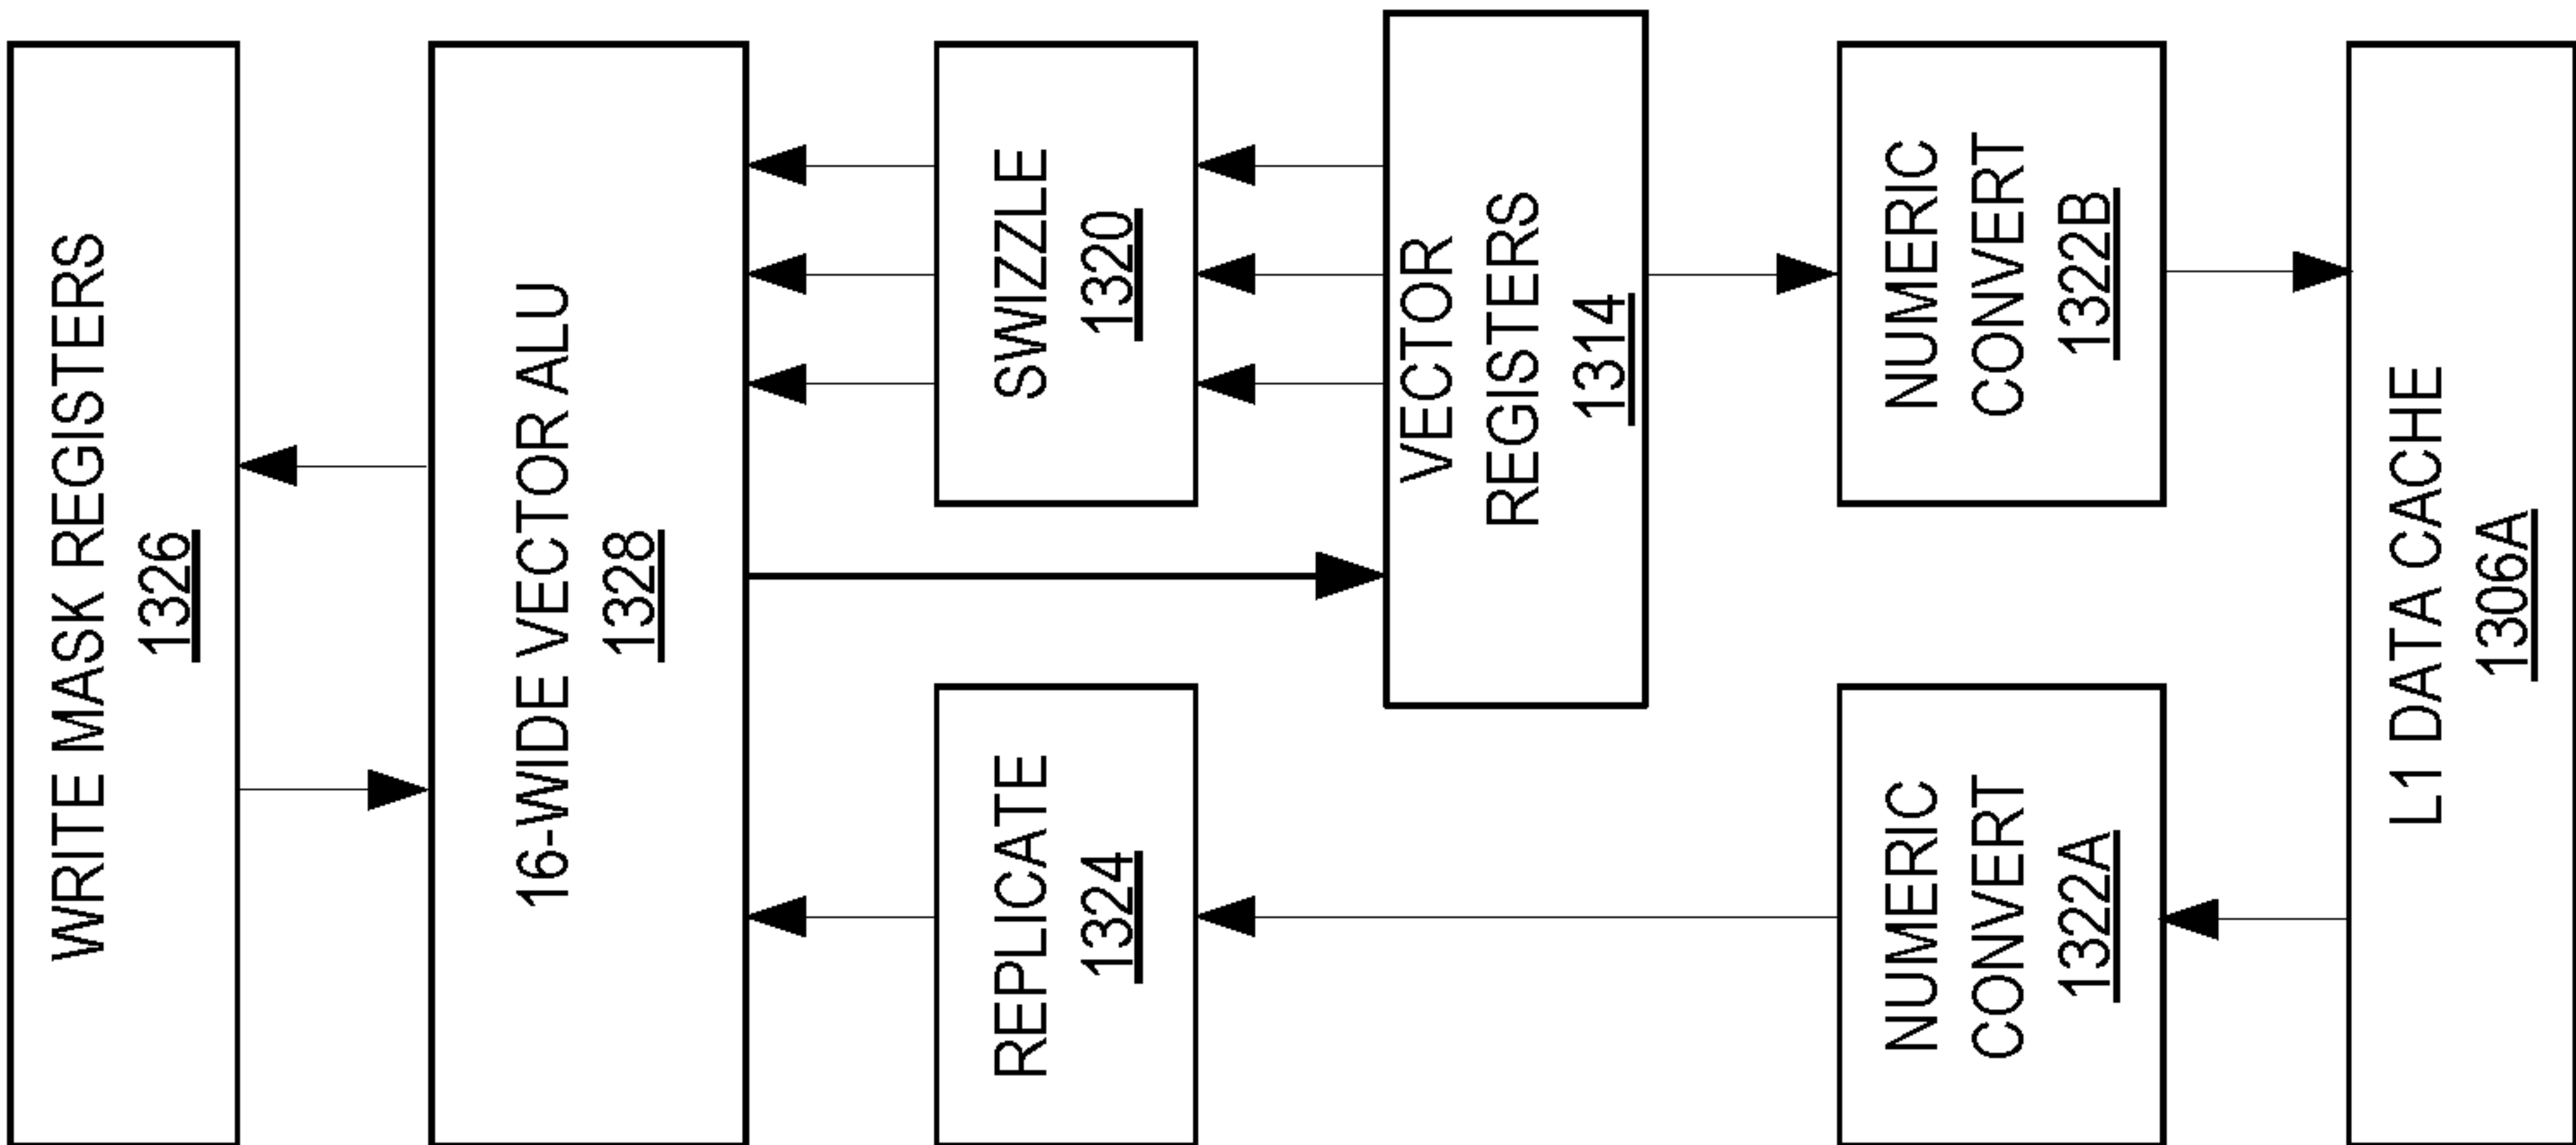 WRITE MASK REGISTERS
1326
16-WIDE VECTOR ALU
1328
REPLICATE
1324
SWIZZLE
1320
VECTOR
REGISTERS
1314
NUMERIC
CONVERT
1322A
NUMERIC
CONVERT
1322B
L1 DATA CACHE
1306A